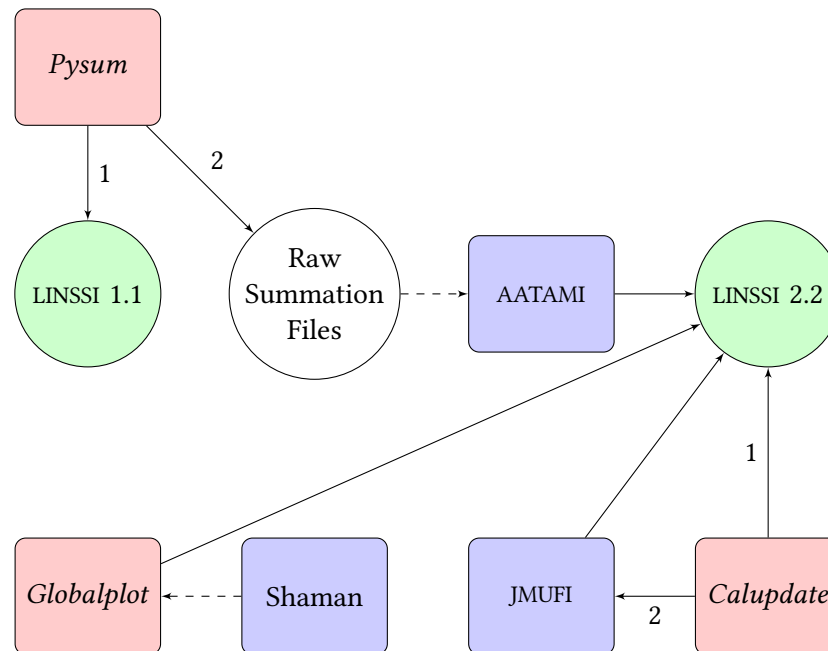 Pysum
1
2
LINSSI 1.1
Raw
Summation
Files
AATAMI
LINSSI 2.2
1
Globalplot
Shaman
JMUFI
2
Calupdate